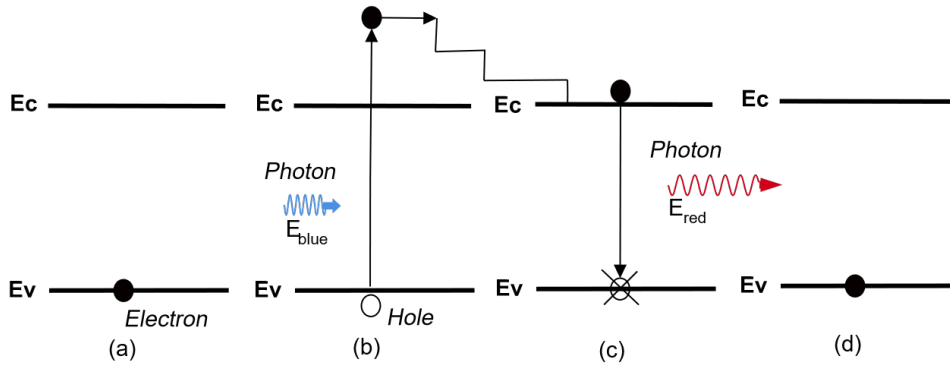 Ec
Ec
Ec
Ec
Photon
E_blue
Photon
E_red
Ev
Electron
Ev
Hole
Ev
Ev
(a)
(b)
(c)
(d)